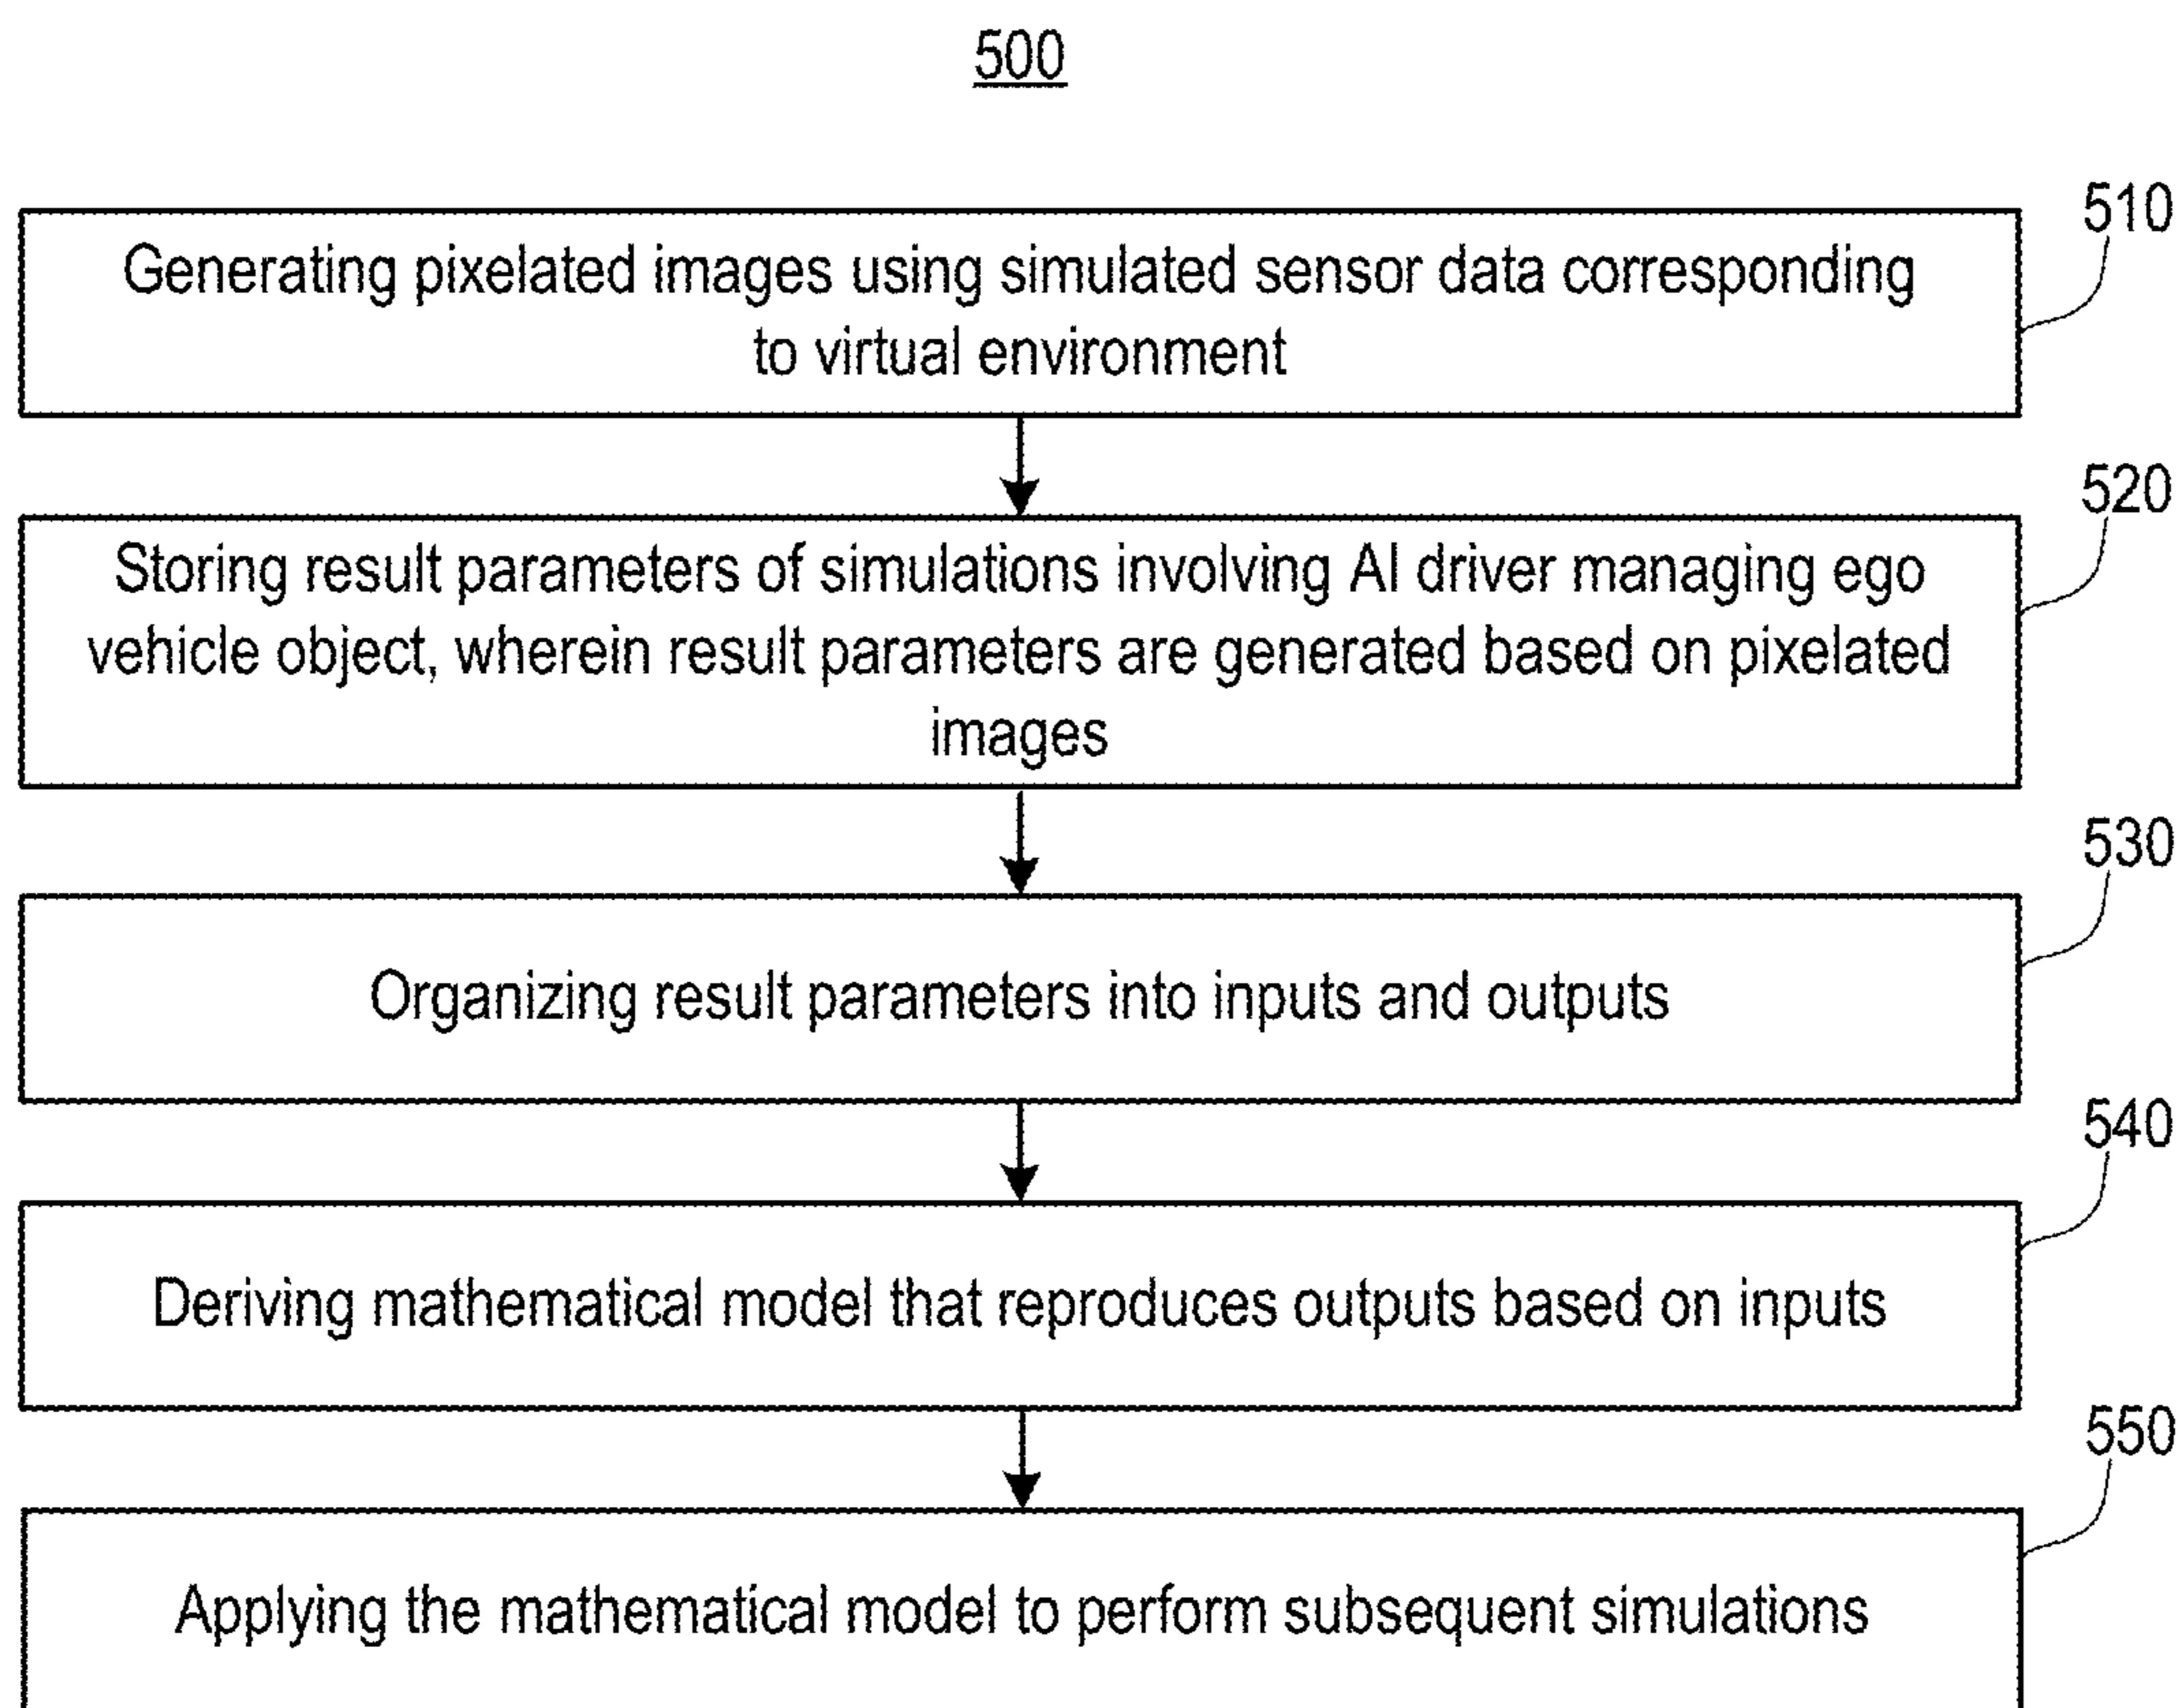 500
510
Generating pixelated images using simulated sensor data corresponding
to virtual environment
520
Storing result parameters of simulations involving AI driver managing ego
vehicle object, wherein result parameters are generated based on pixelated
images
530
Organizing result parameters into inputs and outputs
540
Deriving mathematical model that reproduces outputs based on inputs
550
Applying the mathematical model to perform subsequent simulations